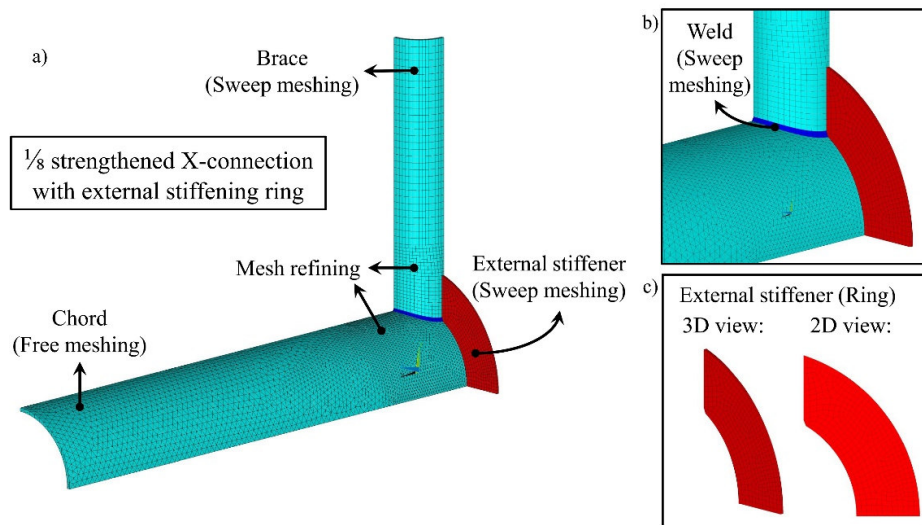 a)
Brace
(Sweep meshing)
⅛ strengthened X-connection
with external stiffening ring
Mesh refining
External stiffener
(Sweep meshing)
Chord
(Free meshing)
b)
Weld
(Sweep
meshing)
c)
External stiffener (Ring)
3D view: 2D view: